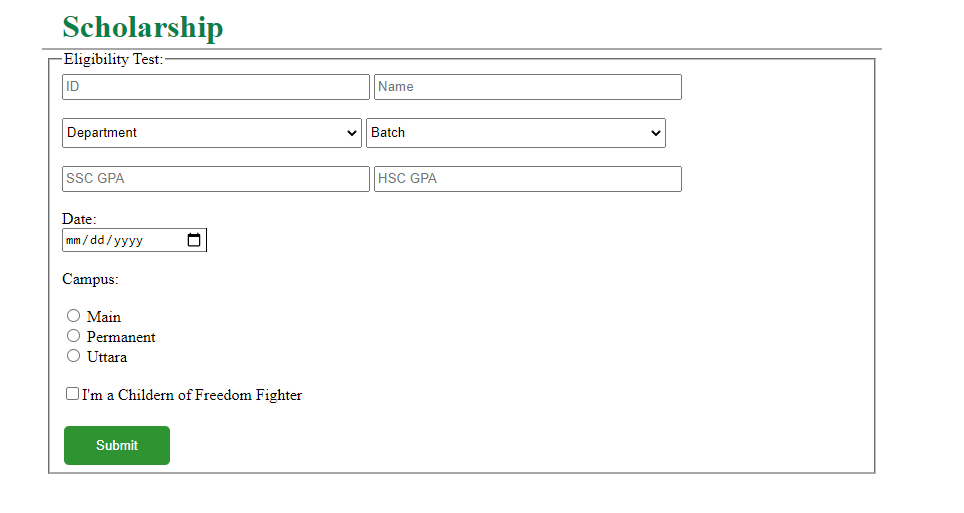 Scholarship
Eligibility Test:
ID Name
Department Batch
SSC GPA HSC GPA
Date:
mm/dd/yyyy
Campus:
Main
Permanent
Uttara
I'm a Childern of Freedom Fighter
Submit